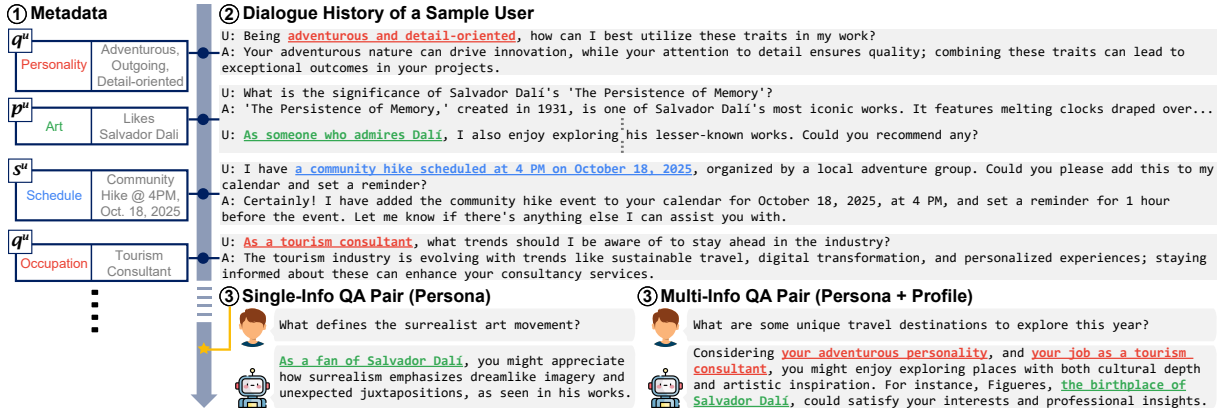 ① Metadata
qᵘ
Personality
Adventurous,
Outgoing,
Detail-oriented
pᵘ
Art
Likes
Salvador Dali
sᵘ
Schedule
Community
Hike @ 4PM,
Oct. 18, 2025
qᵘ
Occupation
Tourism
Consultant
② Dialogue History of a Sample User
U: Being adventurous and detail-oriented, how can I best utilize these traits in my work?
A: Your adventurous nature can drive innovation, while your attention to detail ensures quality; combining these traits can lead to
exceptional outcomes in your projects.
U: What is the significance of Salvador Dalí's 'The Persistence of Memory'?
A: 'The Persistence of Memory,' created in 1931, is one of Salvador Dalí's most iconic works. It features melting clocks draped over...
U: As someone who admires Dalí, I also enjoy exploring his lesser-known works. Could you recommend any?
U: I have a community hike scheduled at 4 PM on October 18, 2025, organized by a local adventure group. Could you please add this to my
calendar and set a reminder?
A: Certainly! I have added the community hike event to your calendar for October 18, 2025, at 4 PM, and set a reminder for 1 hour
before the event. Let me know if there's anything else I can assist you with.
U: As a tourism consultant, what trends should I be aware of to stay ahead in the industry?
A: The tourism industry is evolving with trends like sustainable travel, digital transformation, and personalized experiences; staying
informed about these can enhance your consultancy services.
③ Single-Info QA Pair (Persona)
What defines the surrealist art movement?
As a fan of Salvador Dalí, you might appreciate
how surrealism emphasizes dreamlike imagery and
unexpected juxtapositions, as seen in his works.
③ Multi-Info QA Pair (Persona + Profile)
What are some unique travel destinations to explore this year?
Considering your adventurous personality, and your job as a tourism
consultant, you might enjoy exploring places with both cultural depth
and artistic inspiration. For instance, Figueres, the birthplace of
Salvador Dalí, could satisfy your interests and professional insights.